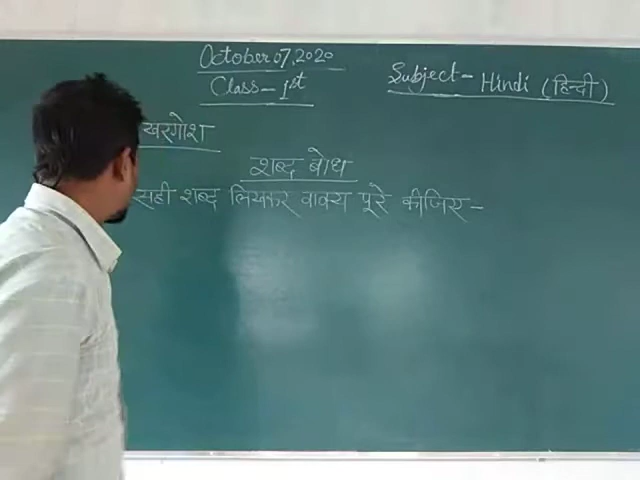 October 07, 2020
Class - 1st
Subject - Hindi (हिन्दी)
खरगोश
शब्द बोध
सही शब्द लिखकर वाक्य पूरे कीजिए -